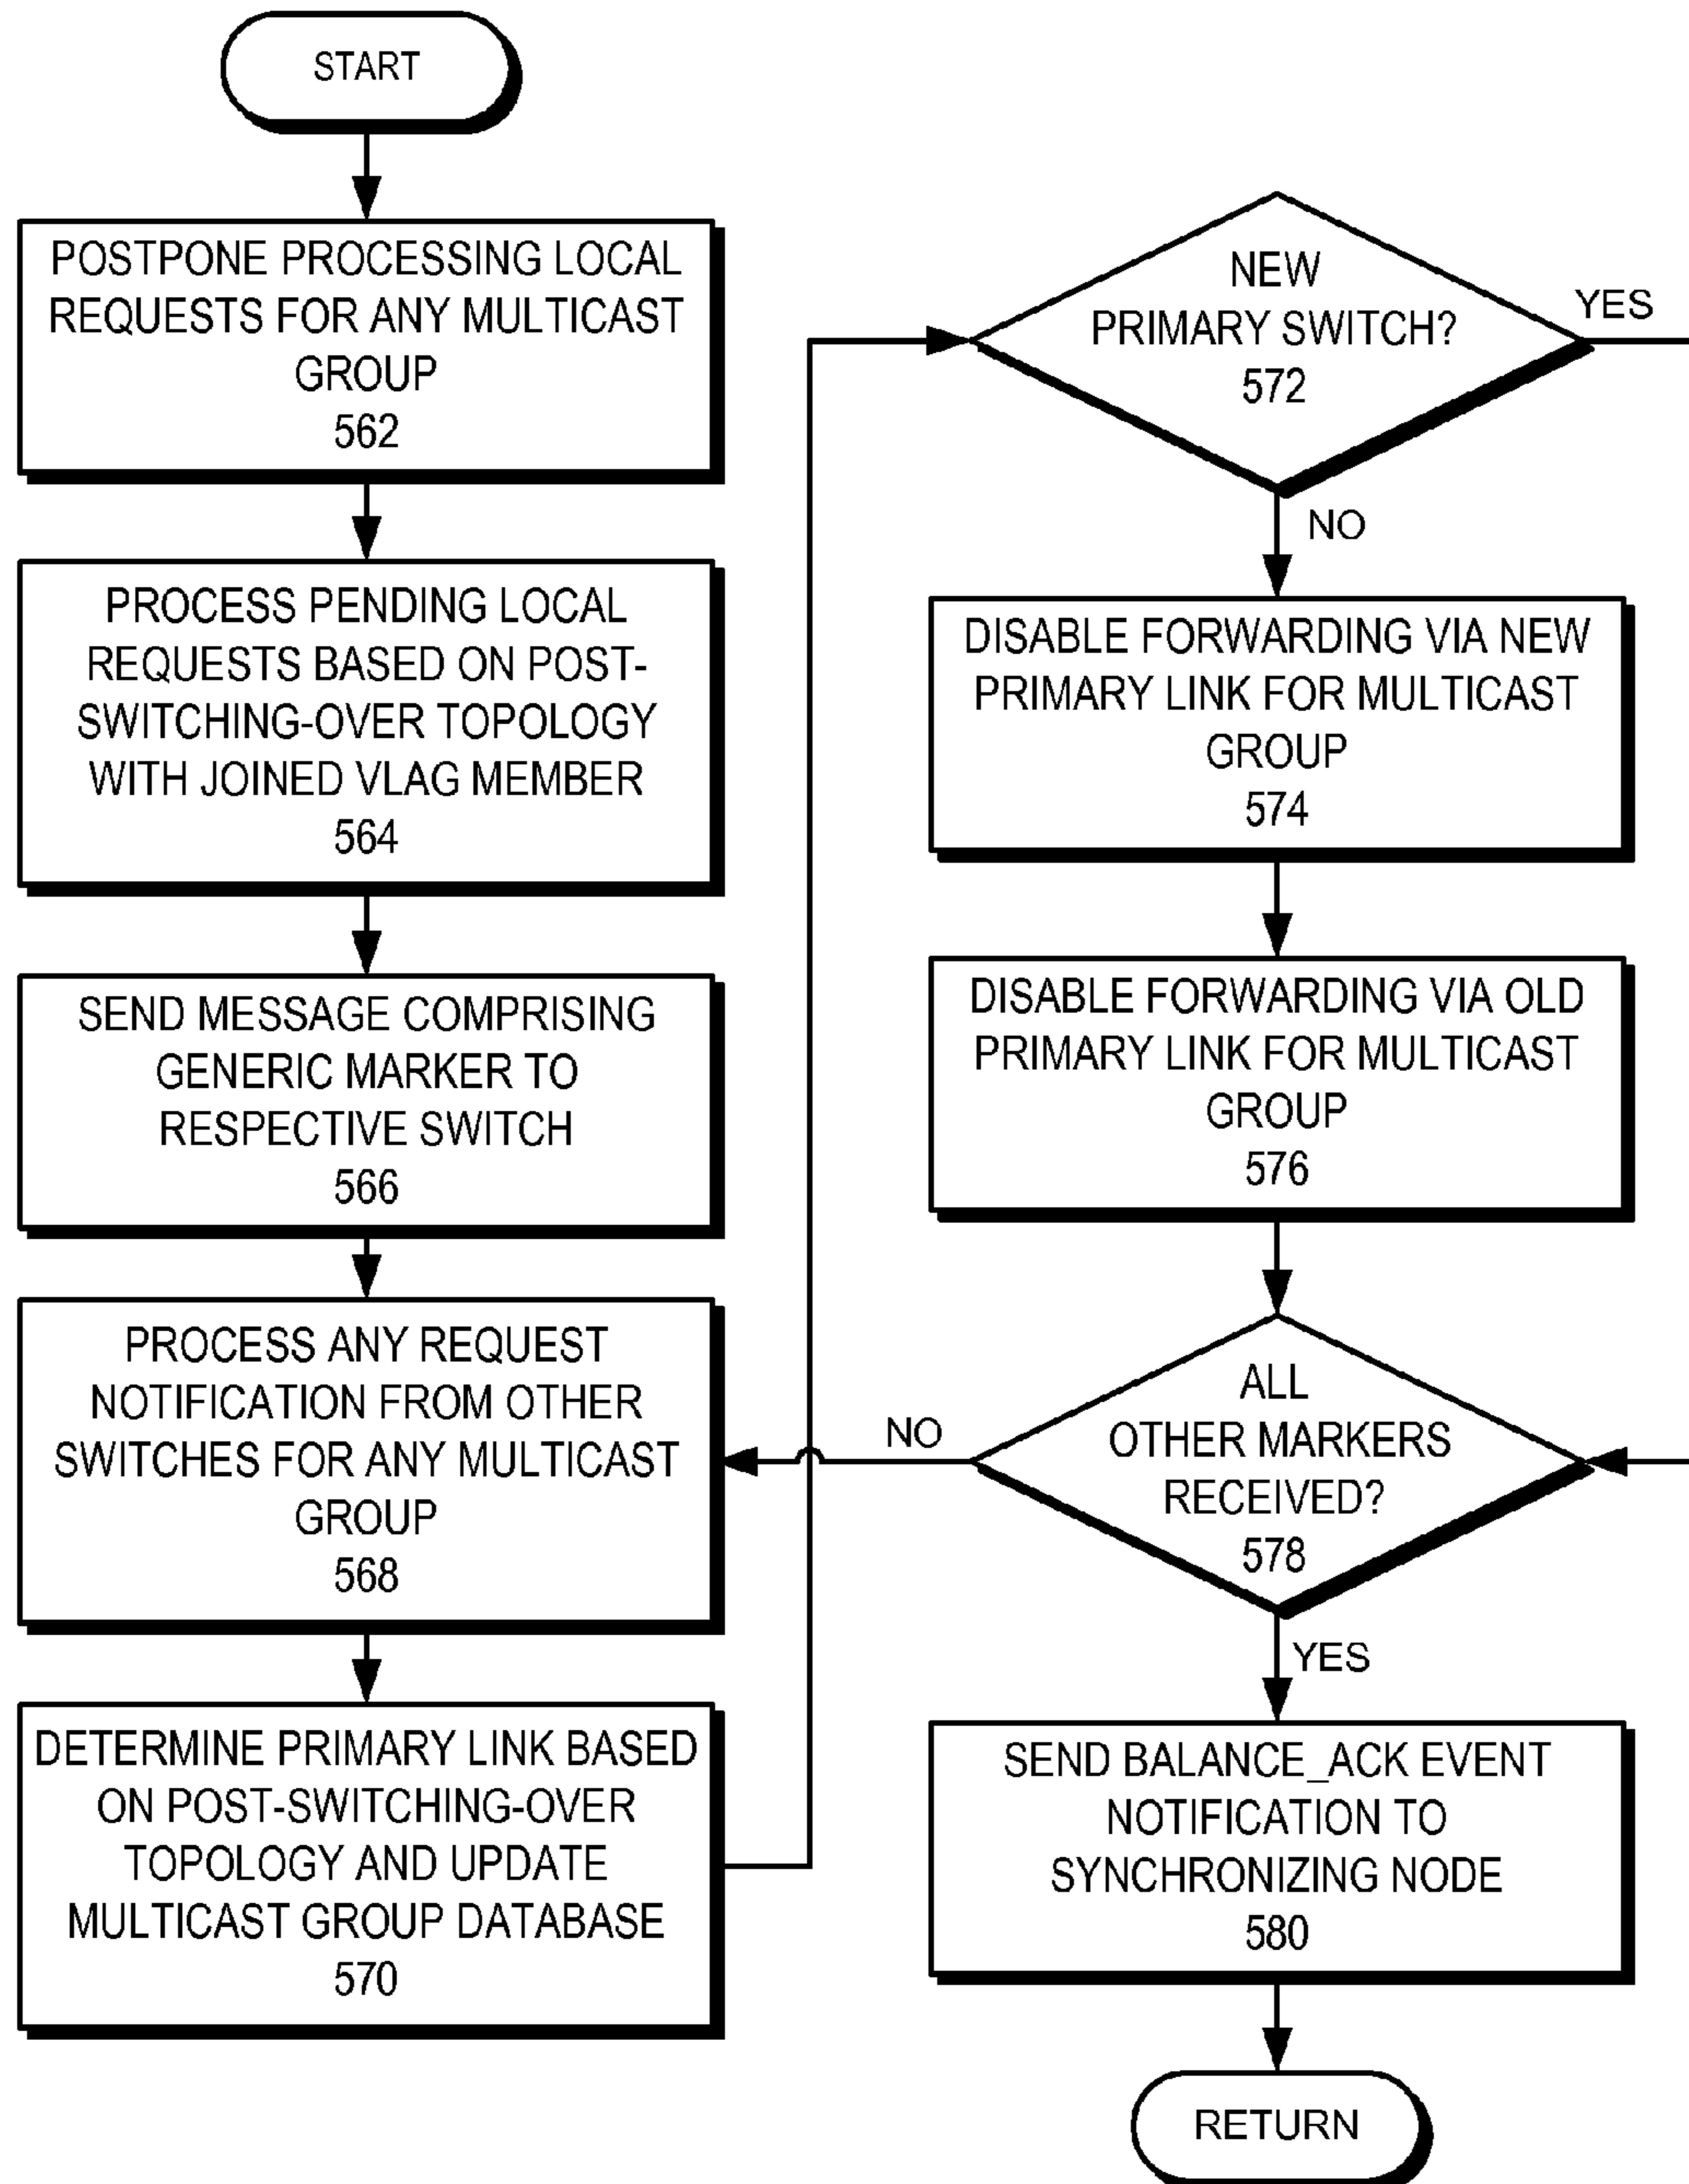 START
POSTPONE PROCESSING LOCAL
REQUESTS FOR ANY MULTICAST
GROUP
562
PROCESS PENDING LOCAL
REQUESTS BASED ON POST-
SWITCHING-OVER TOPOLOGY
WITH JOINED VLAG MEMBER
564
SEND MESSAGE COMPRISING
GENERIC MARKER TO
RESPECTIVE SWITCH
566
PROCESS ANY REQUEST
NOTIFICATION FROM OTHER
SWITCHES FOR ANY MULTICAST
GROUP
568
DETERMINE PRIMARY LINK BASED
ON POST-SWITCHING-OVER
TOPOLOGY AND UPDATE
MULTICAST GROUP DATABASE
570
NEW
PRIMARY SWITCH?
572
YES
NO
DISABLE FORWARDING VIA NEW
PRIMARY LINK FOR MULTICAST
GROUP
574
DISABLE FORWARDING VIA OLD
PRIMARY LINK FOR MULTICAST
GROUP
576
ALL
OTHER MARKERS
RECEIVED?
578
NO
YES
SEND BALANCE_ACK EVENT
NOTIFICATION TO
SYNCHRONIZING NODE
580
RETURN